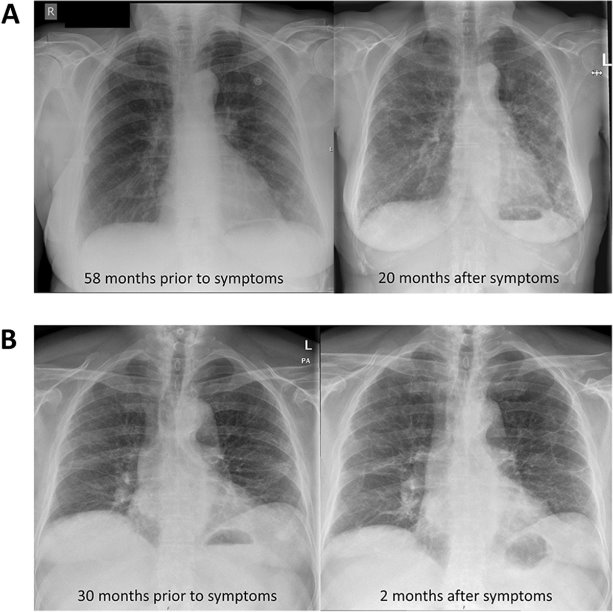 A
R
L
58 months prior to symptoms
20 months after symptoms
B
L
PA
30 months prior to symptoms
2 months after symptoms